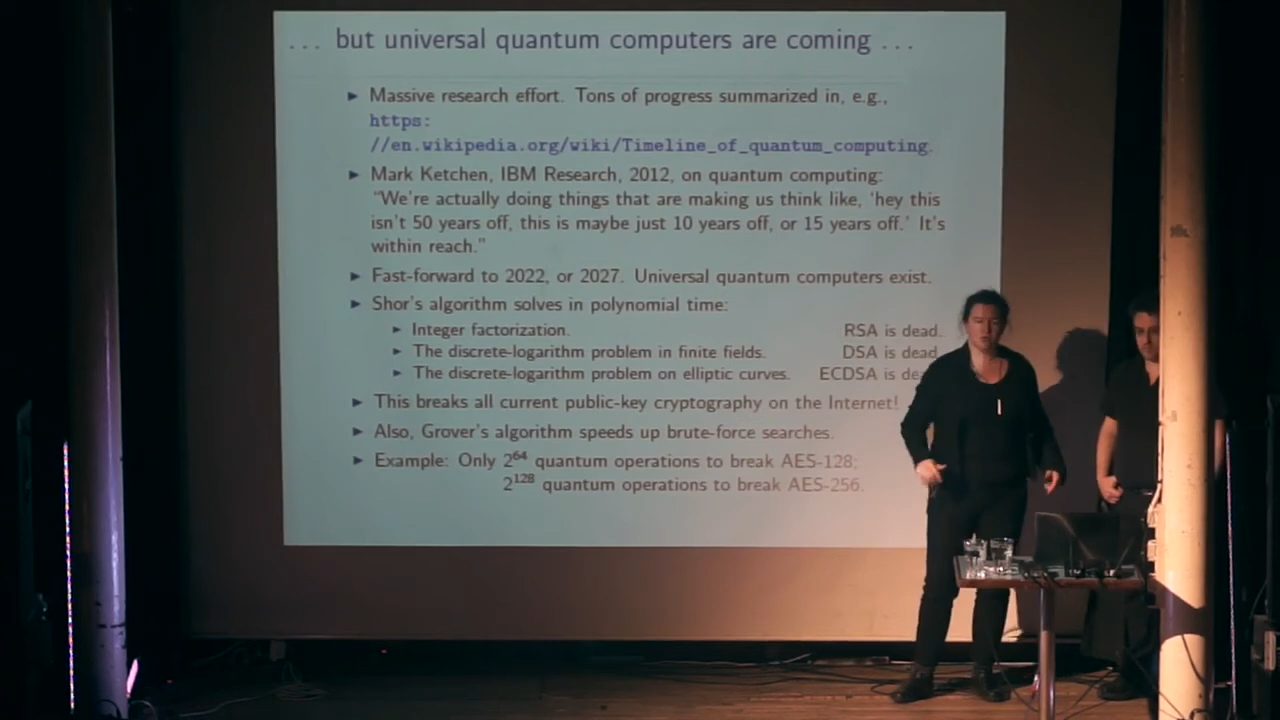 ... but universal quantum computers are coming ...
► Massive research effort. Tons of progress summarized in, e.g.,
https:
//en.wikipedia.org/wiki/Timeline_of_quantum_computing.
► Mark Ketchen, IBM Research, 2012, on quantum computing:
“We’re actually doing things that are making us think like, ‘hey this
isn’t 50 years off, this is maybe just 10 years off, or 15 years off.’ It’s
within reach.”
► Fast-forward to 2022, or 2027. Universal quantum computers exist.
► Shor’s algorithm solves in polynomial time:
► Integer factorization. RSA is dead.
► The discrete-logarithm problem in finite fields. DSA is dead
► The discrete-logarithm problem on elliptic curves. ECDSA is
► This breaks all current public-key cryptography on the Internet!
► Also, Grover’s algorithm speeds up brute-force searches.
► Example: Only 2⁶⁴ quantum operations to break AES-128;
2¹²⁸ quantum operations to break AES-256.